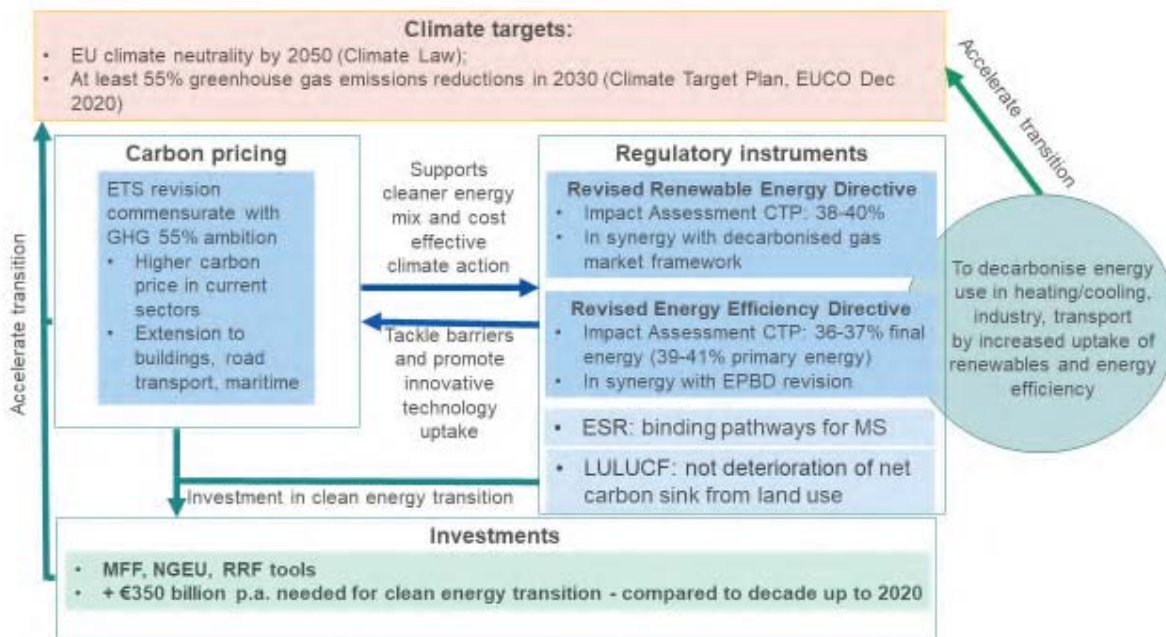 Climate targets:
• EU climate neutrality by 2050 (Climate Law);
• At least 55% greenhouse gas emissions reductions in 2030 (Climate Target Plan, EUCO Dec
2020)
Accelerate transition
Accelerate transition
Carbon pricing
ETS revision
commensurate with
GHG 55% ambition
• Higher carbon
price in current
sectors
• Extension to
buildings, road
transport, maritime
Supports
cleaner energy
mix and cost
effective
climate action
Tackle barriers
and promote
innovative
technology
uptake
Regulatory instruments
Revised Renewable Energy Directive
• Impact Assessment CTP: 38-40%
• In synergy with decarbonised gas
market framework
Revised Energy Efficiency Directive
• Impact Assessment CTP: 36-37% final
energy (39-41% primary energy)
• In synergy with EPBD revision
• ESR: binding pathways for MS
• LULUCF: not deterioration of net
carbon sink from land use
To decarbonise energy
use in heating/cooling,
industry, transport
by increased uptake of
renewables and energy
efficiency
Investment in clean energy transition
Investments
• MFF, NGEU, RRF tools
• + €350 billion p.a. needed for clean energy transition - compared to decade up to 2020